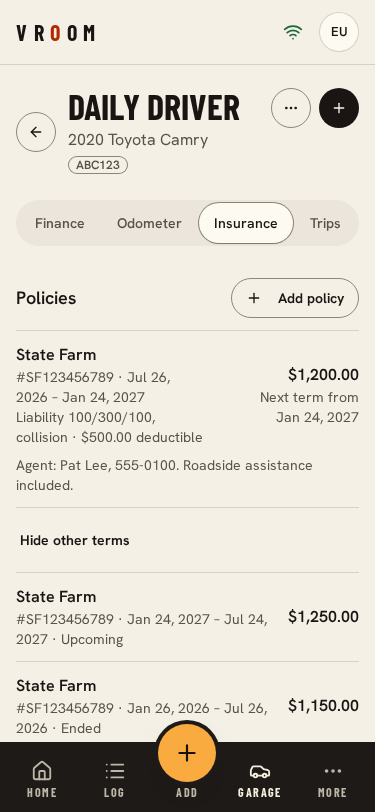 VROOM
EU
DAILY DRIVER
2020 Toyota Camry
ABC123
Finance
Odometer
Insurance
Trips
Policies
Add policy
State Farm
#SF123456789 · Jul 26,
2026 – Jan 24, 2027
Liability 100/300/100,
collision · $500.00 deductible
$1,200.00
Next term from
Jan 24, 2027
Agent: Pat Lee, 555-0100. Roadside assistance
included.
Hide other terms
State Farm
#SF123456789 · Jan 24, 2027 – Jul 24,
2027 · Upcoming
$1,250.00
State Farm
#SF123456789 · Jan 26, 2026 – Jul 26,
2026 · Ended
$1,150.00
HOME
LOG
ADD
GARAGE
MORE